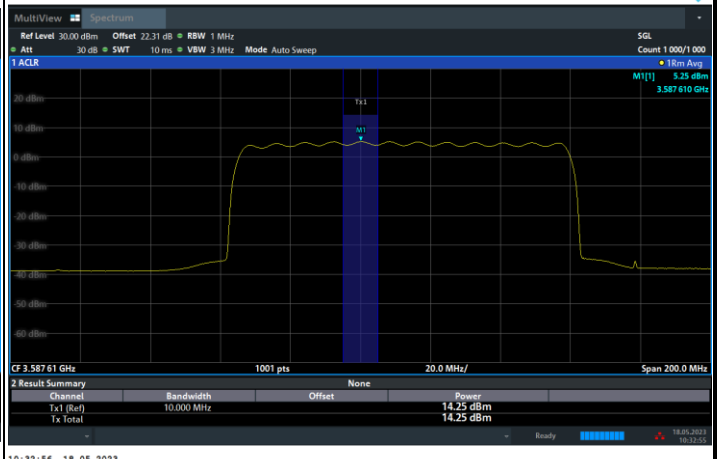 MultiView Spectrum
Ref Level 30.00 dBm Offset 22.31 dB RBW 1 MHz SGL
Att 30 dB SWT 10 ms VBW 3 MHz Mode Auto Sweep Count 1 000/1 000
1 ACLR 1Rm Avg
M1[1] 5.25 dBm
3.587 610 GHz
20 dBm
Tx1
10 dBm
M1
0 dBm
-10 dBm
-20 dBm
-30 dBm
-40 dBm
-50 dBm
-60 dBm
CF 3.587 61 GHz 1001 pts 20.0 MHz/ Span 200.0 MHz
2 Result Summary None
Channel Bandwidth Offset Power
Tx1 (Ref) 10.000 MHz 14.25 dBm
Tx Total 14.25 dBm
Ready 18.05.2023
10:32:55
10:32:56 18.05.2023